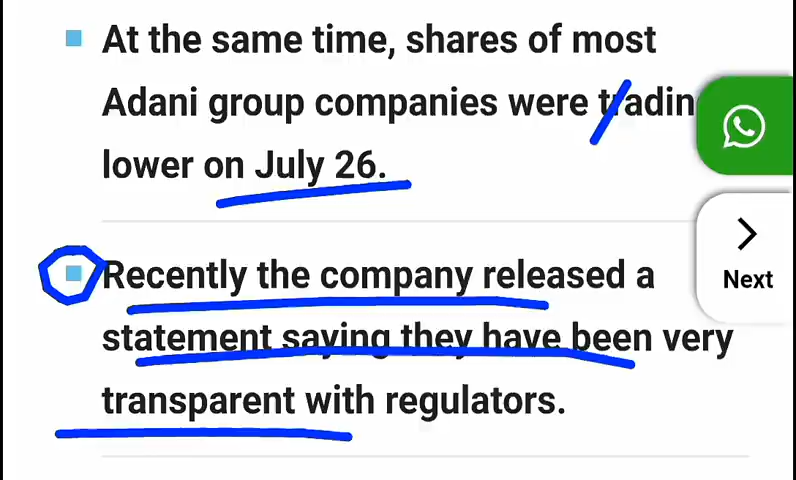 At the same time, shares of most
Adani group companies were tradin
lower on July 26.
Recently the company released a
statement saying they have been very
transparent with regulators.
Next